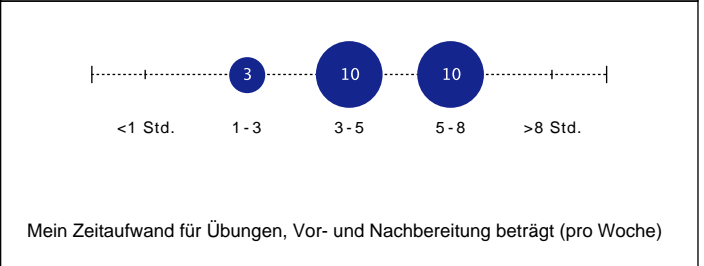 3 10 10
<1 Std. 1-3 3-5 5-8 >8 Std.
Mein Zeitaufwand für Übungen, Vor- und Nachbereitung beträgt (pro Woche)